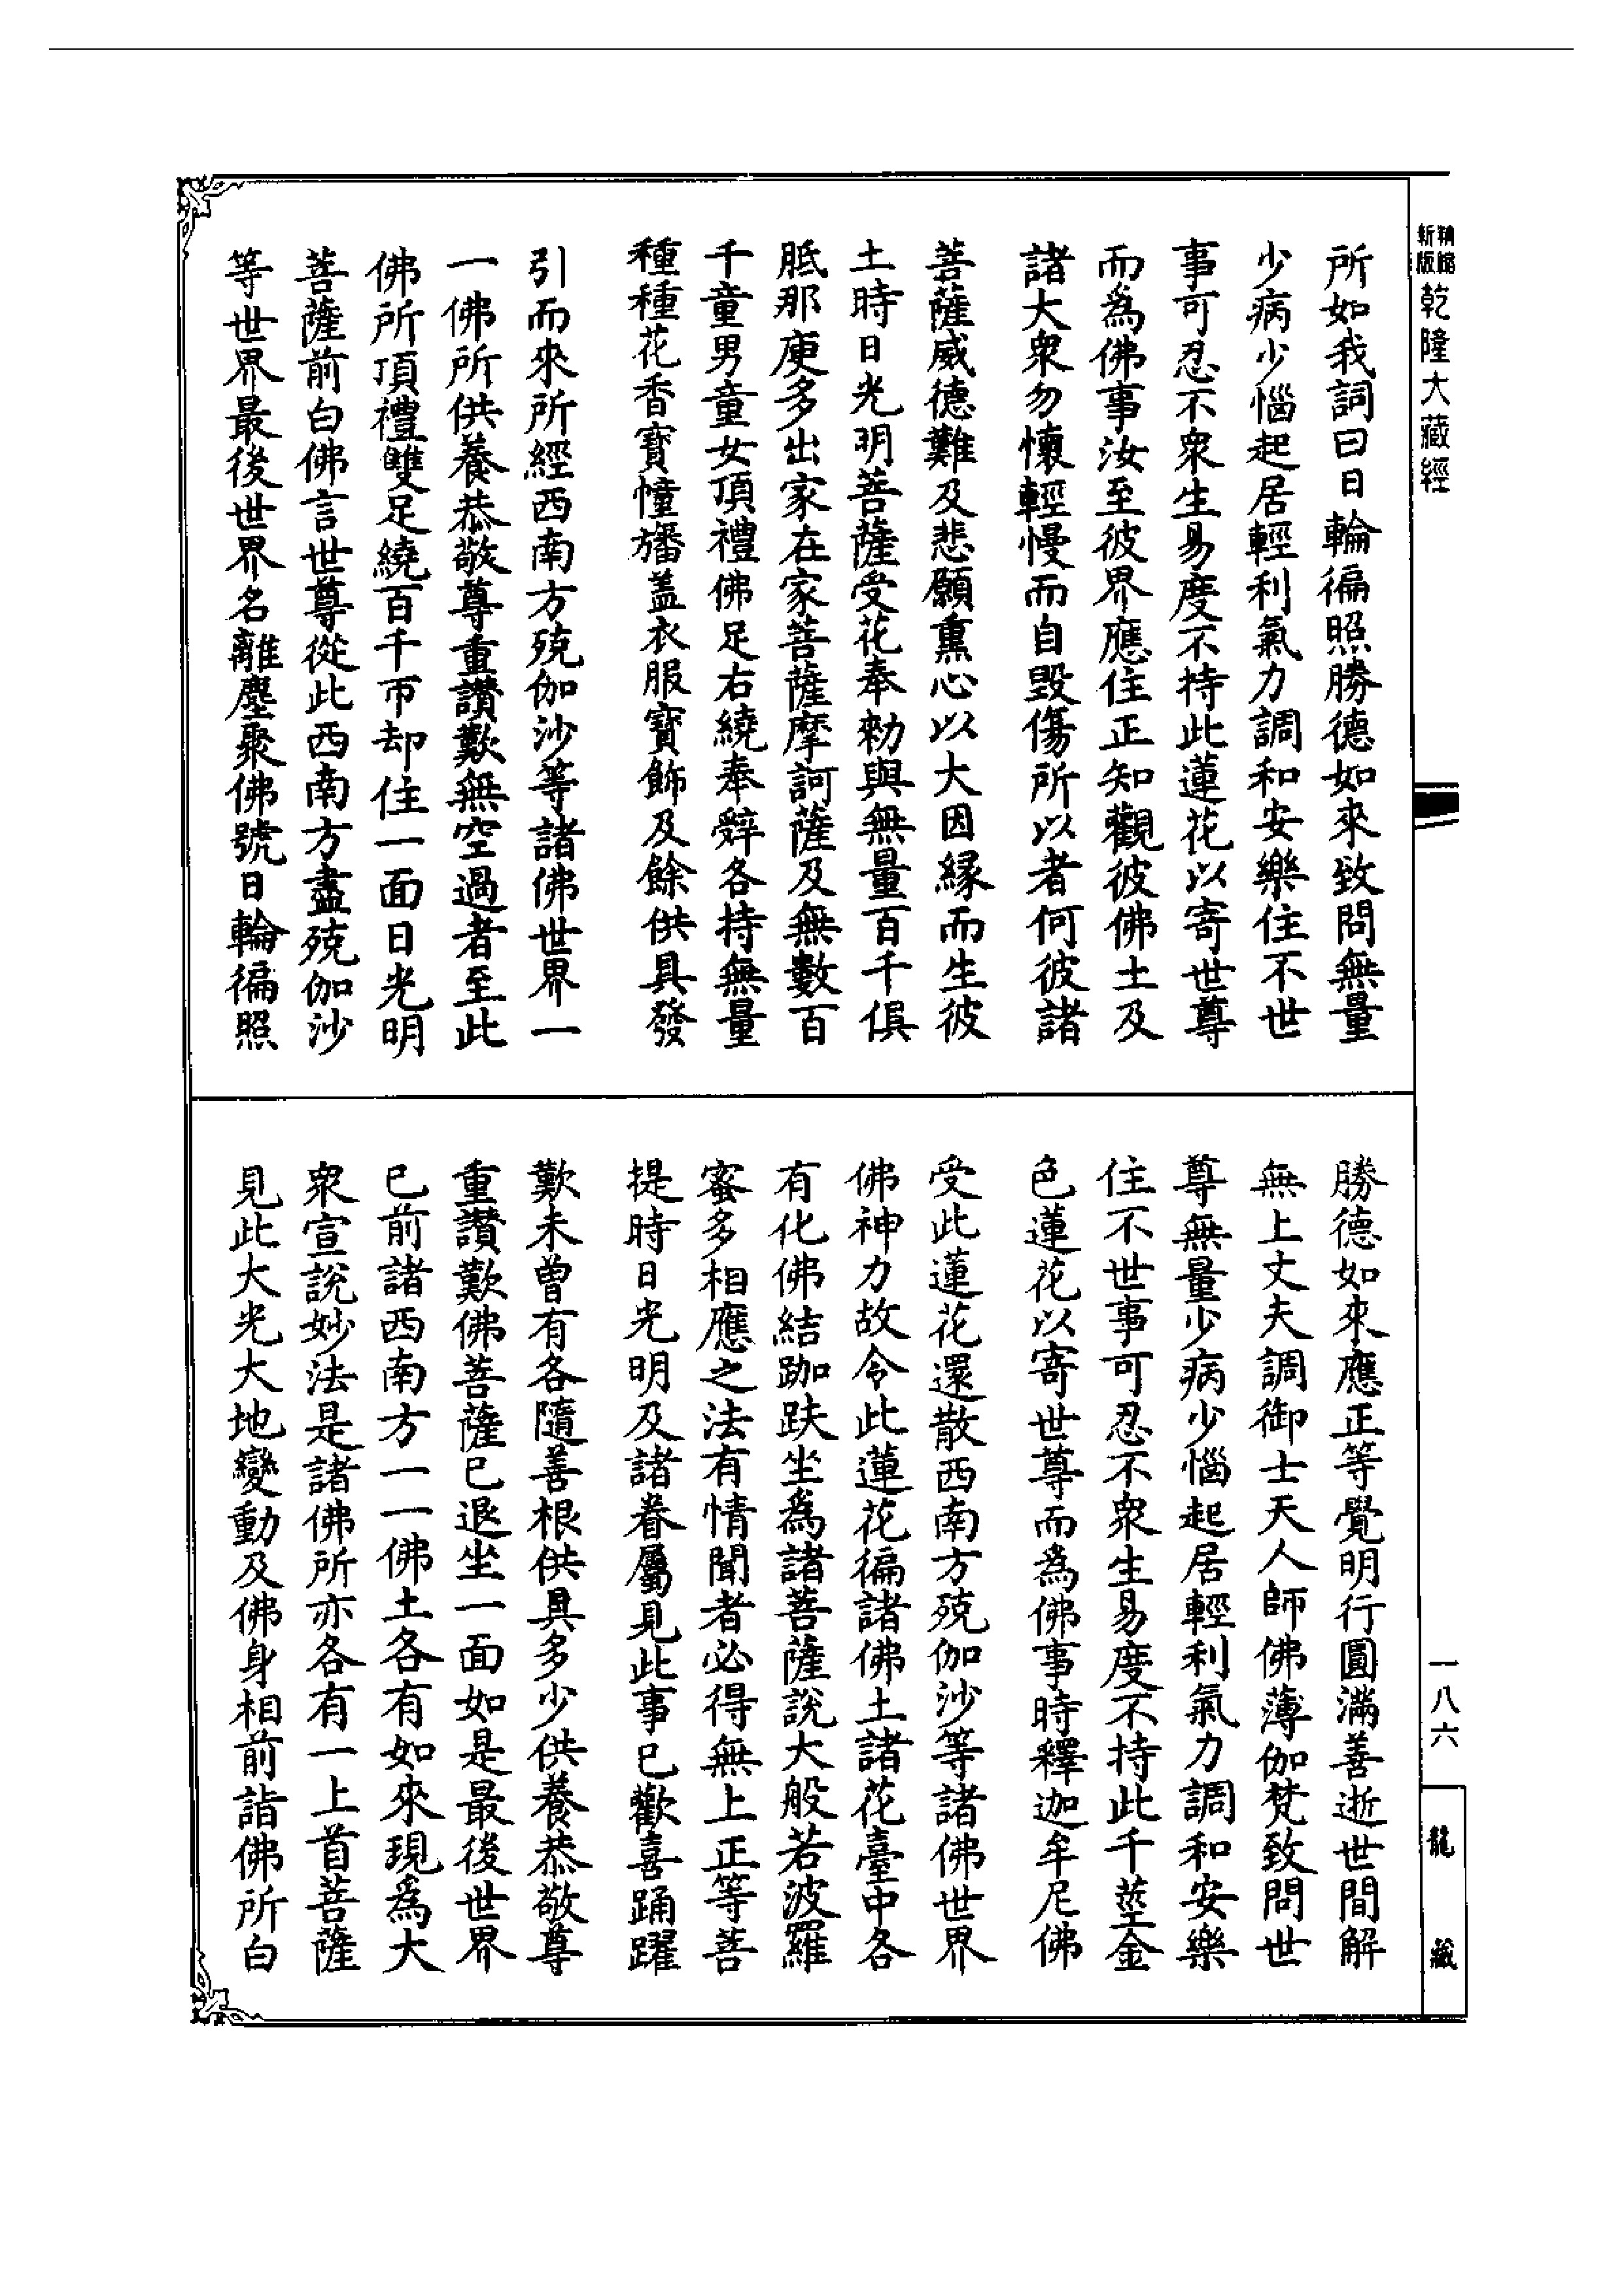 新版
精縮
乾隆大藏經
所如我詞曰日輪徧照勝德如來致問無量
少病少惱起居輕利氣力調和安樂住不世
事可忍不衆生易度不持此蓮花以寄世尊
而爲佛事汝至彼界應住正知觀彼佛土及
諸大衆勿懷輕慢而自毀傷所以者何彼諸
菩薩威德難及悲願熏心以大因緣而生彼
土時日光明菩薩受花奉勑與無量百千俱
胝那庾多出家在家菩薩摩訶薩及無數百
千童男童女頂禮佛足右繞奉辭各持無量
種種花香寶幢旛蓋衣服寶飾及餘供具發
引而來所經西南方殑伽沙等諸佛世界一
一佛所供養恭敬尊重讚歎無空過者至此
佛所頂禮雙足繞百千帀却住一面日光明
菩薩前白佛言世尊從此西南方盡殑伽沙
等世界最後世界名離塵聚佛號日輪徧照
勝德如來應正等覺明行圓滿善逝世間解
無上丈夫調御士天人師佛薄伽梵致問世
尊無量少病少惱起居輕利氣力調和安樂
住不世事可忍不衆生易度不持此千莖金
色蓮花以寄世尊而爲佛事時釋迦牟尼佛
受此蓮花還散西南方殑伽沙等諸佛世界
佛神力故令此蓮花徧諸佛土諸花臺中各
有化佛結跏趺坐爲諸菩薩說大般若波羅
蜜多相應之法有情聞者必得無上正等菩
提時日光明及諸眷屬見此事已歡喜踊躍
歎未曾有各隨善根供具多少供養恭敬尊
重讚歎佛菩薩已退坐一面如是最後世界
已前諸西南方一一佛土各有如來現爲大
衆宣說妙法是諸佛所亦各有一上首菩薩
見此大光大地變動及佛身相前詣佛所白
一八六
龍藏